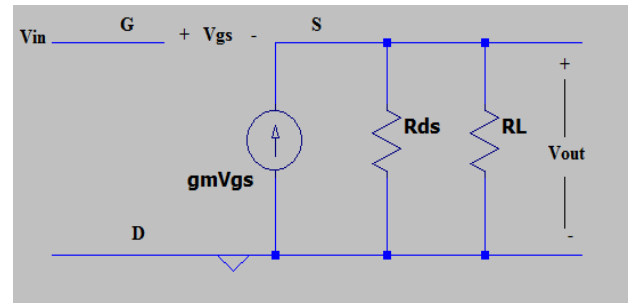 Vin G + Vgs - S
+
Rds RL
Vout
gmVgs
D
-